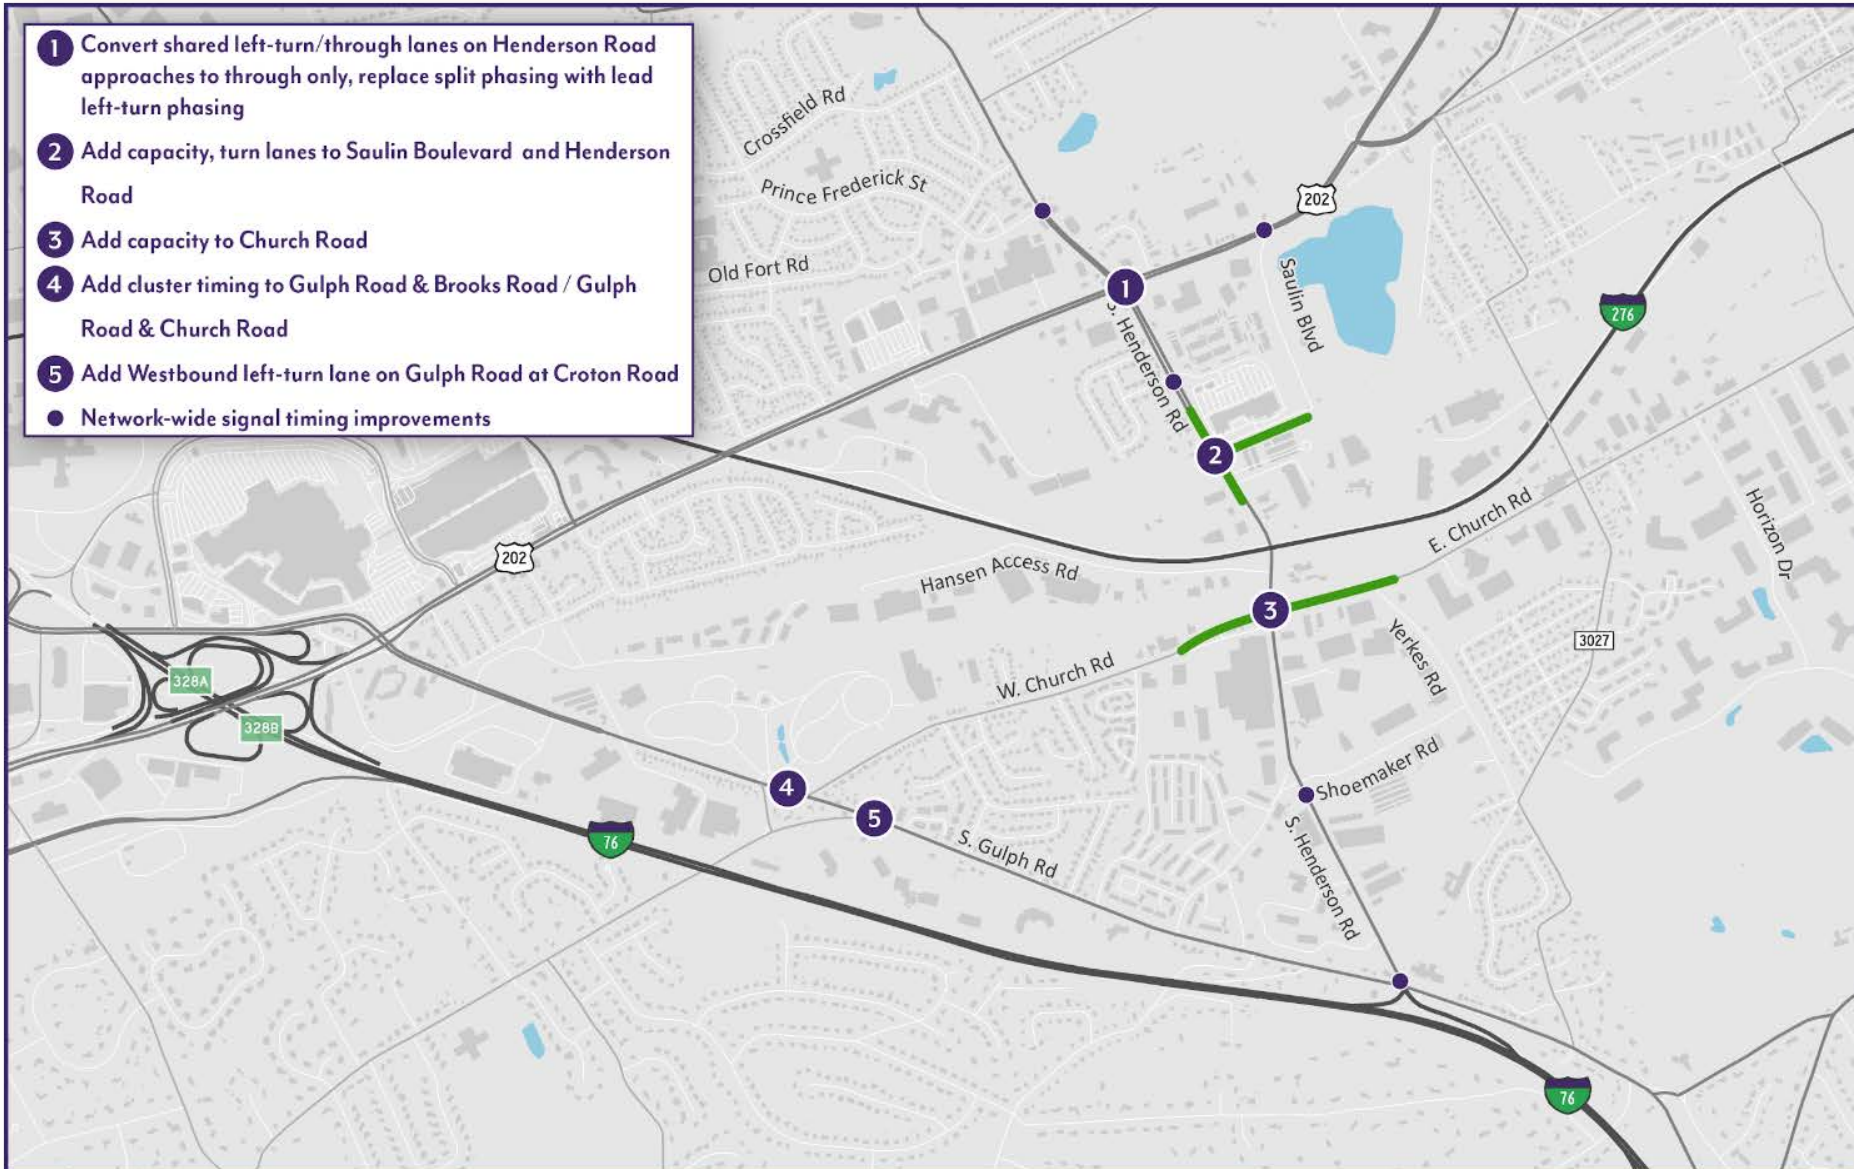 1 Convert shared left-turn/through lanes on Henderson Road
approaches to through only, replace split phasing with lead
left-turn phasing
2 Add capacity, turn lanes to Saulin Boulevard and Henderson
Road
3 Add capacity to Church Road
4 Add cluster timing to Gulph Road & Brooks Road / Gulph
Road & Church Road
5 Add Westbound left-turn lane on Gulph Road at Croton Road
Network-wide signal timing improvements
Crossfield Rd
Prince Frederick St
202
Old Fort Rd
1
Saulin Blvd
276
S. Henderson Rd
2
E. Church Rd
Horizon Dr
202
Hansen Access Rd
3
3027
Yerkes Rd
W. Church Rd
328A
328B
4
Shoemaker Rd
5
76
S. Gulph Rd
S. Henderson Rd
76